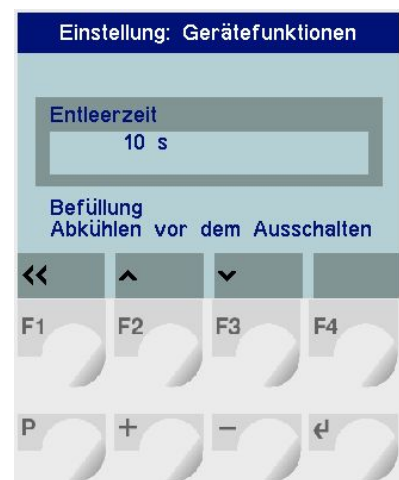 Einstellung: Gerätefunktionen
Entleerzeit
10 s
Befüllung
Abkühlen vor dem Ausschalten
<< ^ v
F1 F2 F3 F4
P + - ↵